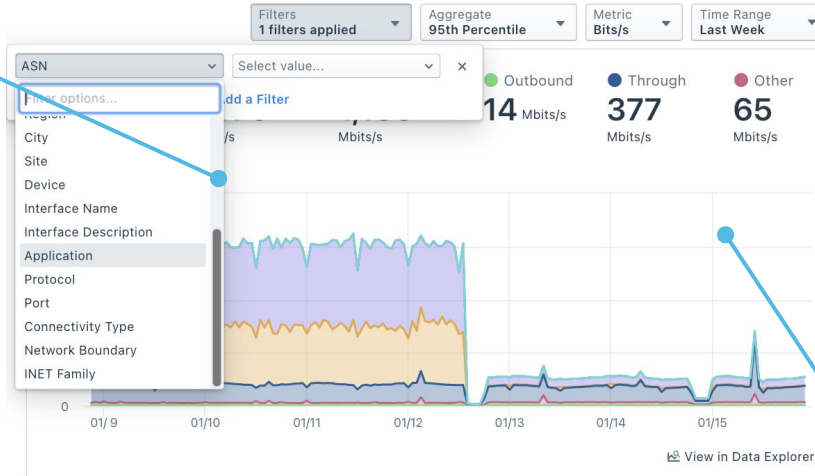 Filters
1 filters applied
Aggregate
95th Percentile
Metric
Bits/s
Time Range
Last Week
ASN
Select value...
×
Filter options...
dd a Filter
Outbound
Through
Other
14 Mbits/s
377
65
/s
Mbits/s
Mbits/s
Mbits/s
Region
City
Site
Device
Interface Name
Interface Description
Application
Protocol
Port
Connectivity Type
Network Boundary
INET Family
0
01/9
01/10
01/11
01/12
01/13
01/14
01/15
View in Data Explorer